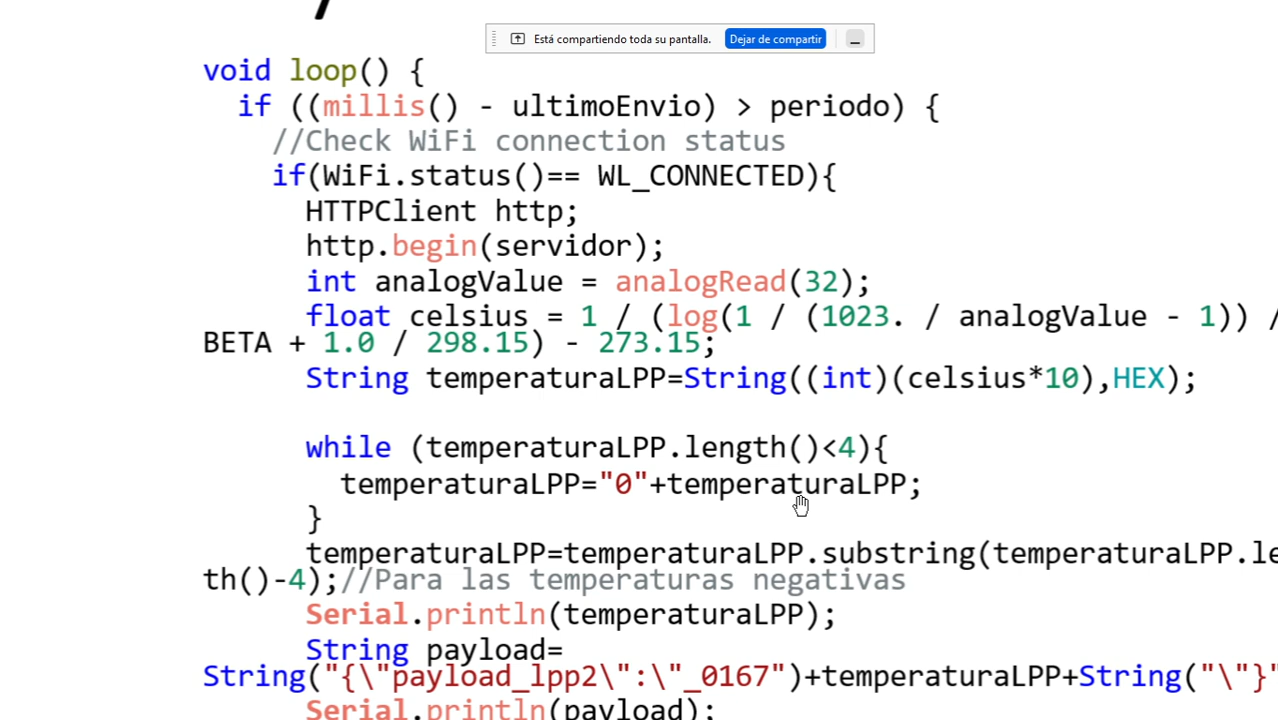 Está compartiendo toda su pantalla. Dejar de compartir
void loop() {
if ((millis() - ultimoEnvio) > periodo) {
//Check WiFi connection status
if(WiFi.status()== WL_CONNECTED){
HTTPClient http;
http.begin(servidor);
int analogValue = analogRead(32);
float celsius = 1 / (log(1 / (1023. / analogValue - 1)) /
BETA + 1.0 / 298.15) - 273.15;
String temperaturaLPP=String((int)(celsius*10),HEX);
while (temperaturaLPP.length()<4){
temperaturaLPP="0"+temperaturaLPP;
}
temperaturaLPP=temperaturaLPP.substring(temperaturaLPP.le
th()-4);//Para las temperaturas negativas
Serial.println(temperaturaLPP);
String payload=
String("{\"payload_lpp2\":\"_0167")+temperaturaLPP+String("\"}"
Serial.println(payload);